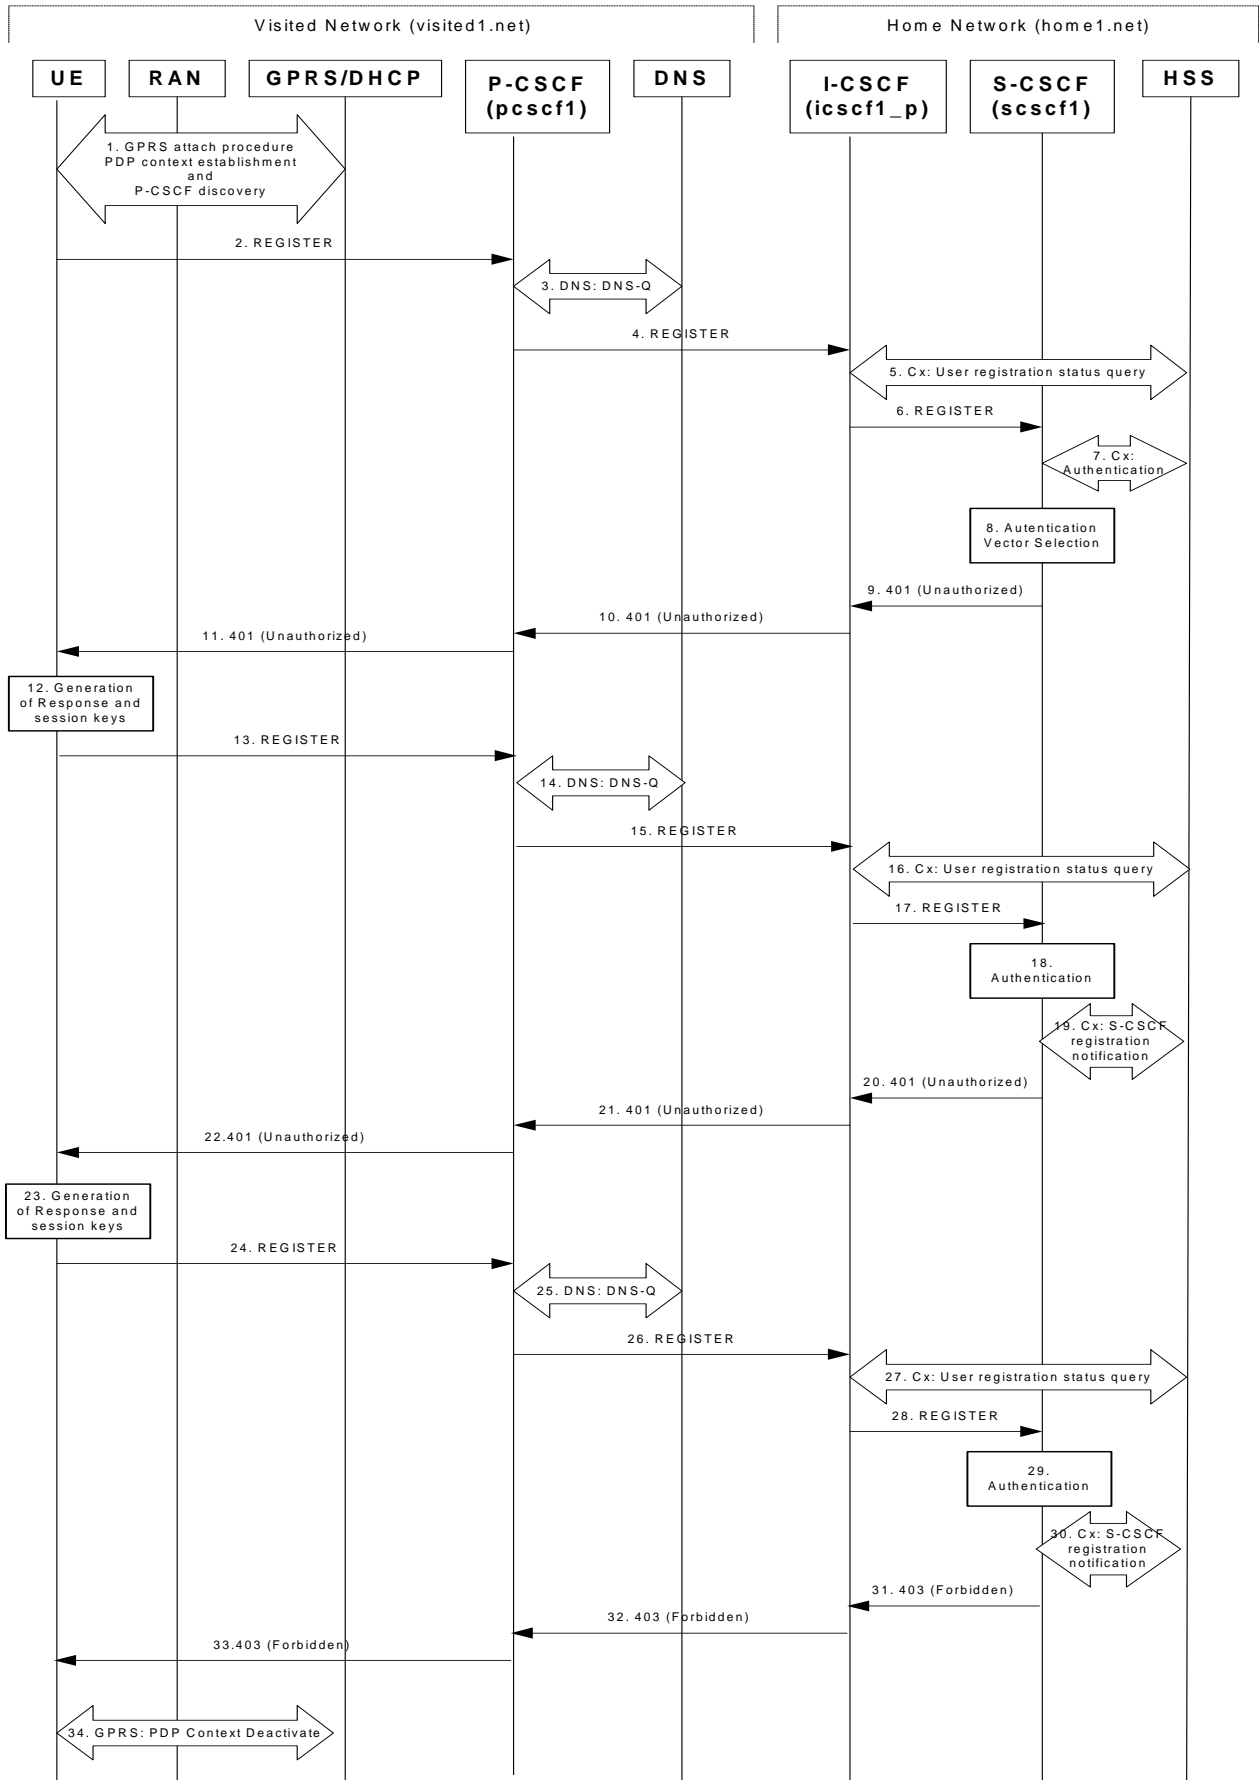 Visited Network (visited1.net)
Home Network (home1.net)
UE
RAN
GPRS/DHCP
P-CSCF
(pcscf1)
DNS
I-CSCF
(icscf1_p)
S-CSCF
(scscf1)
HSS
1. GPRS attach procedure
PDP context establishment
and
P-CSCF discovery
2. REGISTER
3. DNS: DNS-Q
4. REGISTER
5. Cx: User registration status query
6. REGISTER
7. Cx:
Authentication
8. Autentication
Vector Selection
9. 401 (Unauthorized)
10. 401 (Unauthorized)
11. 401 (Unauthorized)
12. Generation
of Response and
session keys
13. REGISTER
14. DNS: DNS-Q
15. REGISTER
16. Cx: User registration status query
17. REGISTER
18.
Authentication
19. Cx: S-CSCF
registration
notification
20. 401 (Unauthorized)
21. 401 (Unauthorized)
22.401 (Unauthorized)
23. Generation
of Response and
session keys
24. REGISTER
25. DNS: DNS-Q
26. REGISTER
27. Cx: User registration status query
28. REGISTER
29.
Authentication
30. Cx: S-CSCF
registration
notification
31. 403 (Forbidden)
32. 403 (Forbidden)
33.403 (Forbidden)
34. GPRS: PDP Context Deactivate